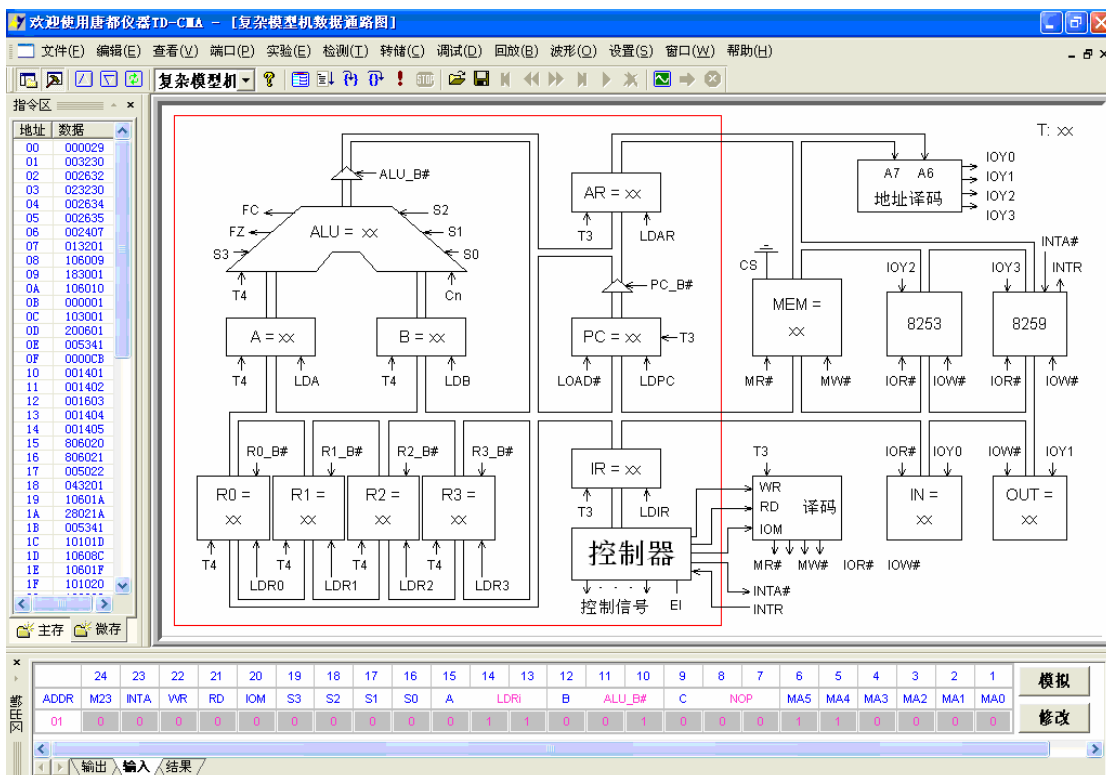 欢迎使用唐都仪器TD-CMA - [复杂模型机数据通路图]
文件(F) 编辑(E) 查看(V) 端口(P) 实验(E) 检测(T) 转储(C) 调试(D) 回放(B) 波形(O) 设置(S) 窗口(W) 帮助(H)
复杂模型机
指令区
地址 数据
00 000029
01 003230
02 002632
03 023230
04 002634
05 002635
06 002407
07 013201
08 106009
09 183001
0A 106010
0B 000001
0C 103001
0D 200601
0E 005341
0F 0000CB
10 001401
11 001402
12 001603
13 001404
14 001405
15 806020
16 806021
17 005022
18 043201
19 10601A
1A 28021A
1B 005341
1C 10101D
1D 10608C
1E 10601F
1F 101020
主存 微存
T: xx
ALU_B#
FC
FZ
S3
ALU = xx
S2
S1
S0
T4
Cn
A = xx
T4 LDA
B = xx
T4 LDB
AR = xx
T3 LDAR
PC_B#
PC = xx
T3
LOAD# LDPC
A7 A6
地址译码
IOY0
IOY1
IOY2
IOY3
CS
MEM =
xx
MR# MW#
IOY2
8253
IOR# IOW#
INTA#
IOY3 INTR
8259
IOR# IOW#
R0_B# R1_B# R2_B# R3_B#
R0 = xx
R1 = xx
R2 = xx
R3 = xx
T4 T4 T4 T4
LDR0 LDR1 LDR2 LDR3
IR = xx
T3 LDIR
控制器
控制信号
EI
INTA#
INTR
T3
WR
RD
IOM
译码
MR# MW# IOR# IOW#
IOR# IOY0
IN =
xx
IOW# IOY1
OUT =
xx
24 23 22 21 20 19 18 17 16 15 14 13 12 11 10 9 8 7 6 5 4 3 2 1
ADDR M23 INTA WR RD IOM S3 S2 S1 S0 A LDRi B ALU_B# C NOP MA5 MA4 MA3 MA2 MA1 MA0
01 0 0 0 0 0 0 0 0 0 0 1 1 0 0 1 0 0 0 1 1 0 0 0 0
模拟
修改
输出 输入 结果